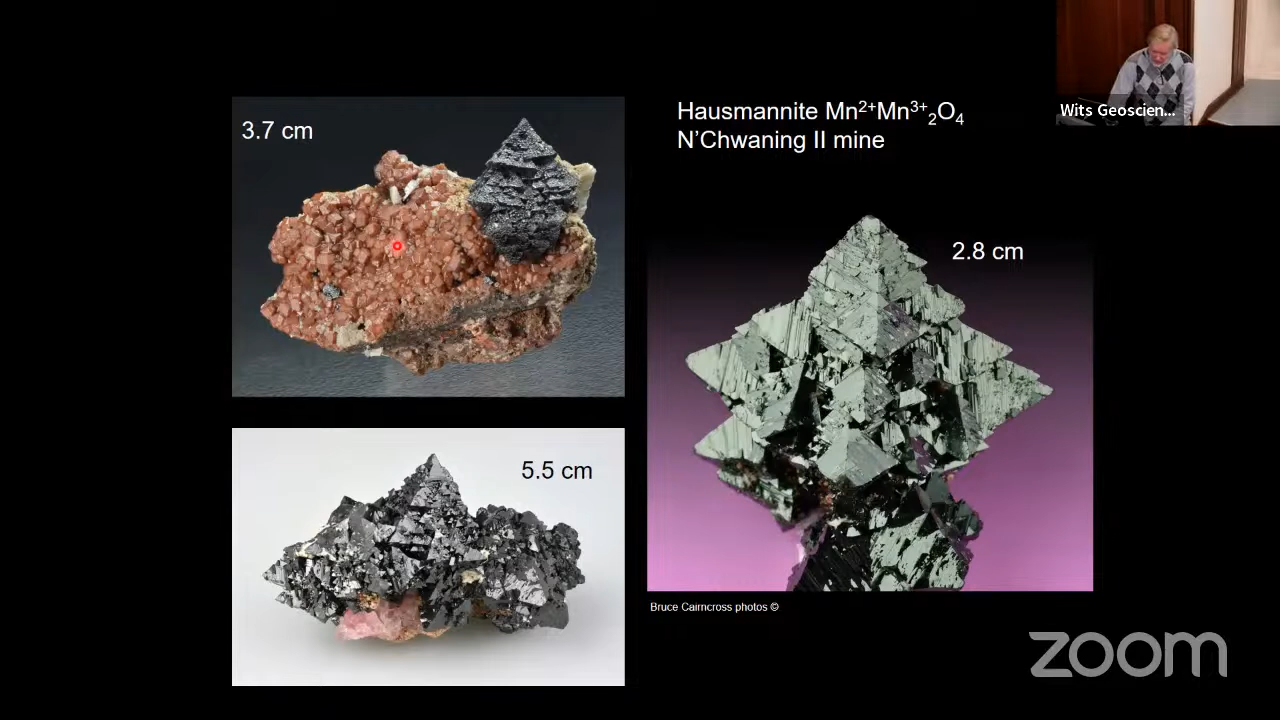 3.7 cm
Hausmannite Mn²⁺Mn³⁺₂O₄
N'Chwaning II mine
Wits Geoscien...
2.8 cm
5.5 cm
Bruce Cairncross photos ©
zoom